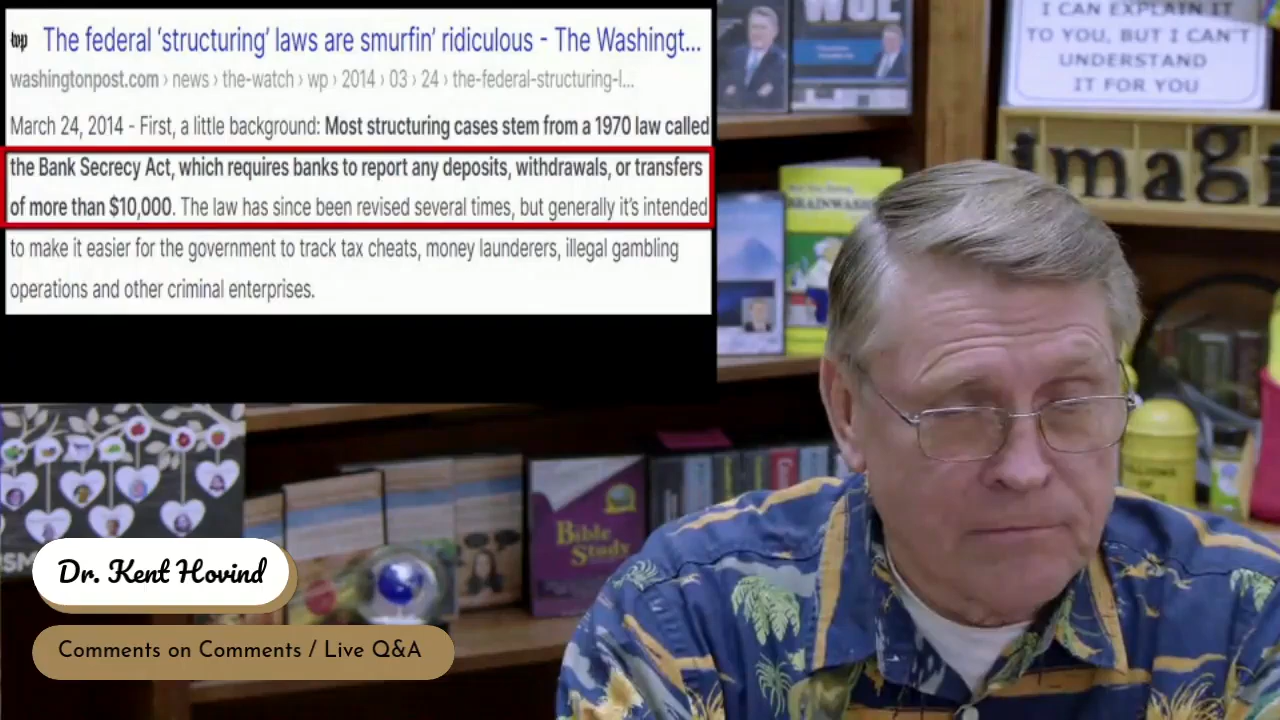 wp The federal ‘structuring’ laws are smurfin’ ridiculous - The Washingt...
washingtonpost.com › news › the-watch › wp › 2014 › 03 › 24 › the-federal-structuring-l...
March 24, 2014 - First, a little background: Most structuring cases stem from a 1970 law called
the Bank Secrecy Act, which requires banks to report any deposits, withdrawals, or transfers
of more than $10,000. The law has since been revised several times, but generally it’s intended
to make it easier for the government to track tax cheats, money launderers, illegal gambling
operations and other criminal enterprises.
I CAN EXPLAIN IT
TO YOU, BUT I CAN'T
UNDERSTAND
IT FOR YOU
imagi
Bible
Study
Dr. Kent Hovind
Comments on Comments / Live Q&A